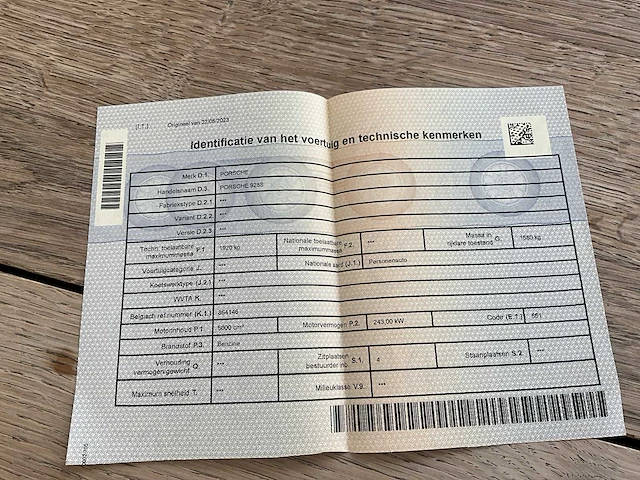 (I.T.) Origineel van 22/06/2023
Identificatie van het voertuig en technische kenmerken
Merk D.1. PORSCHE
Handelsnaam D.3. PORSCHE 928S
Fabriekstype D.2.1 ---
Variant D.2.2 ---
Versie D.2.3 ---
Techn. toelaatbare maximummassa F.1. 1920 kg Nationale toelaatbare maximummassa F.2. --- Massa in rijklare toestand G. 1580 kg
Voertuigcategorie J. --- Nationale aard (J.1.) Personenauto
Koetswerktype (J.2.) ---
WVTA K. ---
Belgisch ref.nummer (K.1.) 364146
Motorinhoud P.1. 5000 cm³ Motorvermogen P.2. 243,00 kW Code (E.1.)
Brandstof P.3. Benzine
Verhouding vermogen/gewicht Q. --- Zitplaatsen bestuurder inb. S.1. 4 Staanplaatsen S.2. ---
Maximum snelheid T. --- Milieuklasse V.9. ---